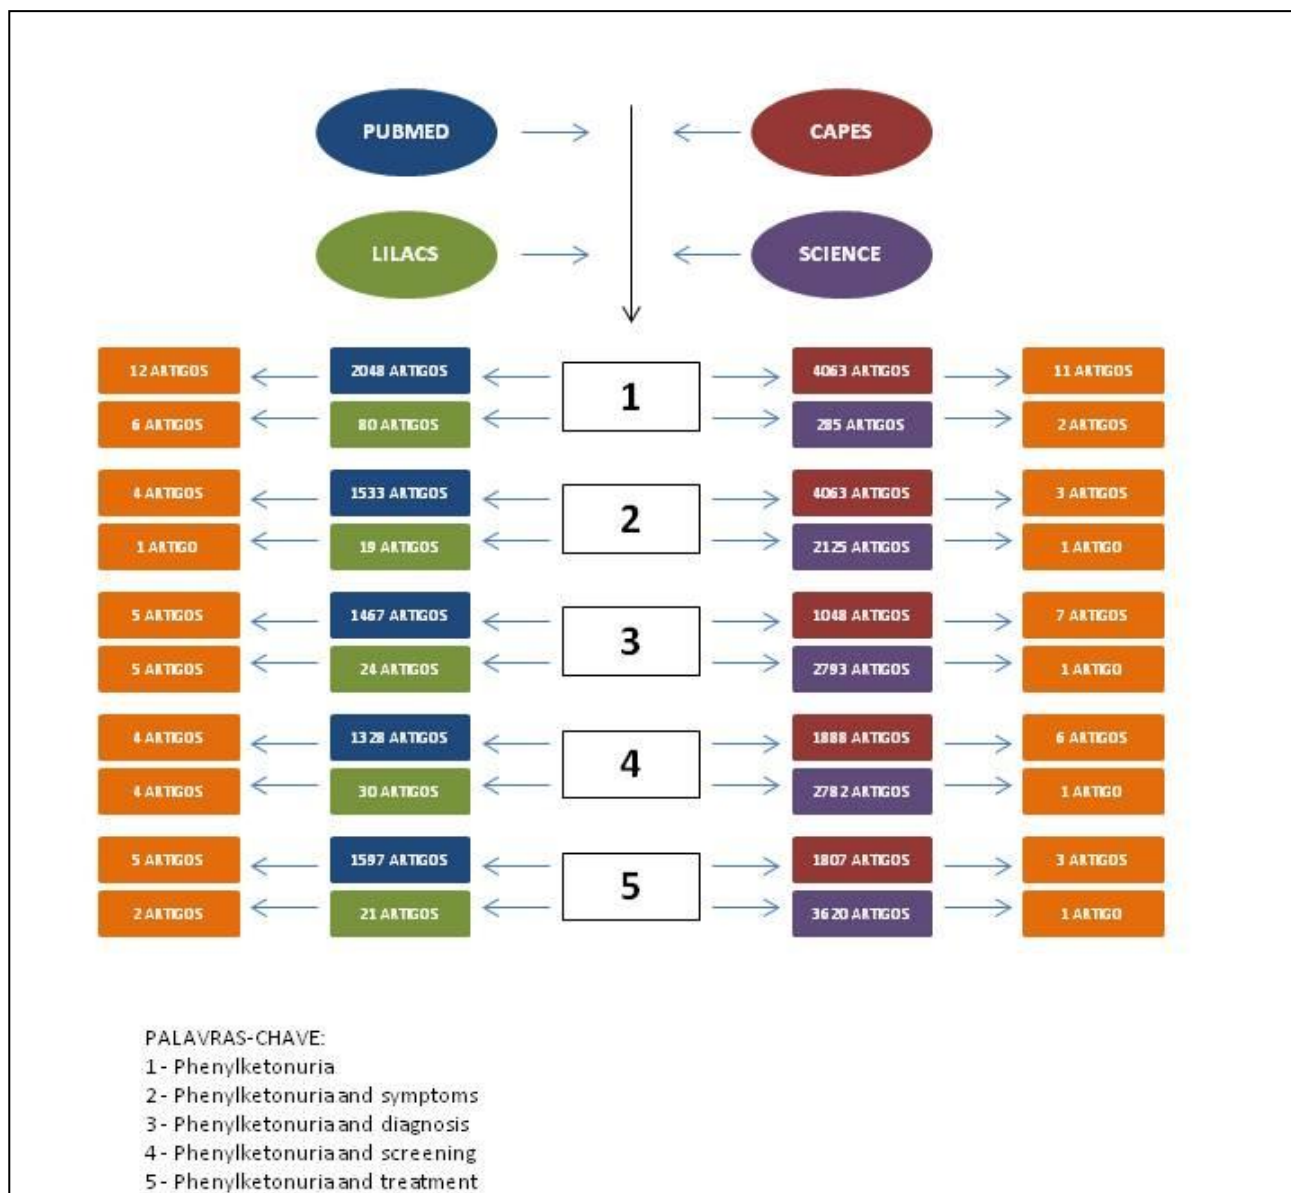 PUBMED
CAPES
LILACS
SCIENCE
12 ARTIGOS
2048 ARTIGOS
1
4063 ARTIGOS
11 ARTIGOS
6 ARTIGOS
80 ARTIGOS
285 ARTIGOS
2 ARTIGOS
4 ARTIGOS
1533 ARTIGOS
2
4063 ARTIGOS
3 ARTIGOS
1 ARTIGO
19 ARTIGOS
2125 ARTIGOS
1 ARTIGO
5 ARTIGOS
1467 ARTIGOS
3
1048 ARTIGOS
7 ARTIGOS
5 ARTIGOS
24 ARTIGOS
2793 ARTIGOS
1 ARTIGO
4 ARTIGOS
1328 ARTIGOS
4
1888 ARTIGOS
6 ARTIGOS
4 ARTIGOS
30 ARTIGOS
2782 ARTIGOS
1 ARTIGO
5 ARTIGOS
1597 ARTIGOS
5
1807 ARTIGOS
3 ARTIGOS
2 ARTIGOS
21 ARTIGOS
3620 ARTIGOS
1 ARTIGO
PALAVRAS-CHAVE:
1 - Phenylketonuria
2 - Phenylketonuria and symptoms
3 - Phenylketonuria and diagnosis
4 - Phenylketonuria and screening
5 - Phenylketonuria and treatment